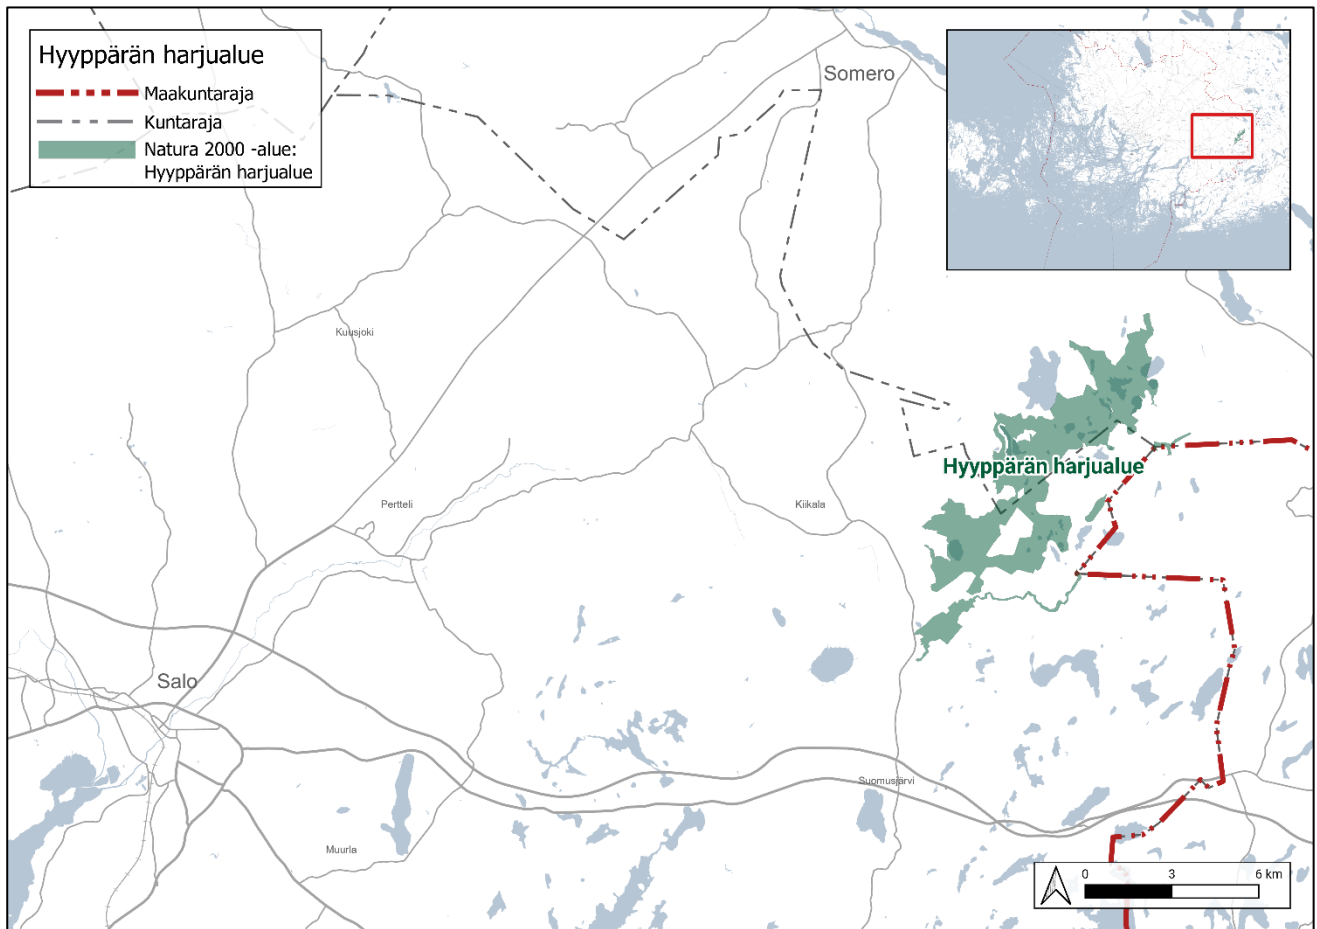 Hyyppärän harjualue
Maakuntaraja
Kuntaraja
Natura 2000 -alue:
Hyyppärän harjualue
Somero
Kuusjoki
Hyyppärän harjualue
Pertteli
Kiikala
Salo
Suomusjärvi
Muurla
0 3 6 km